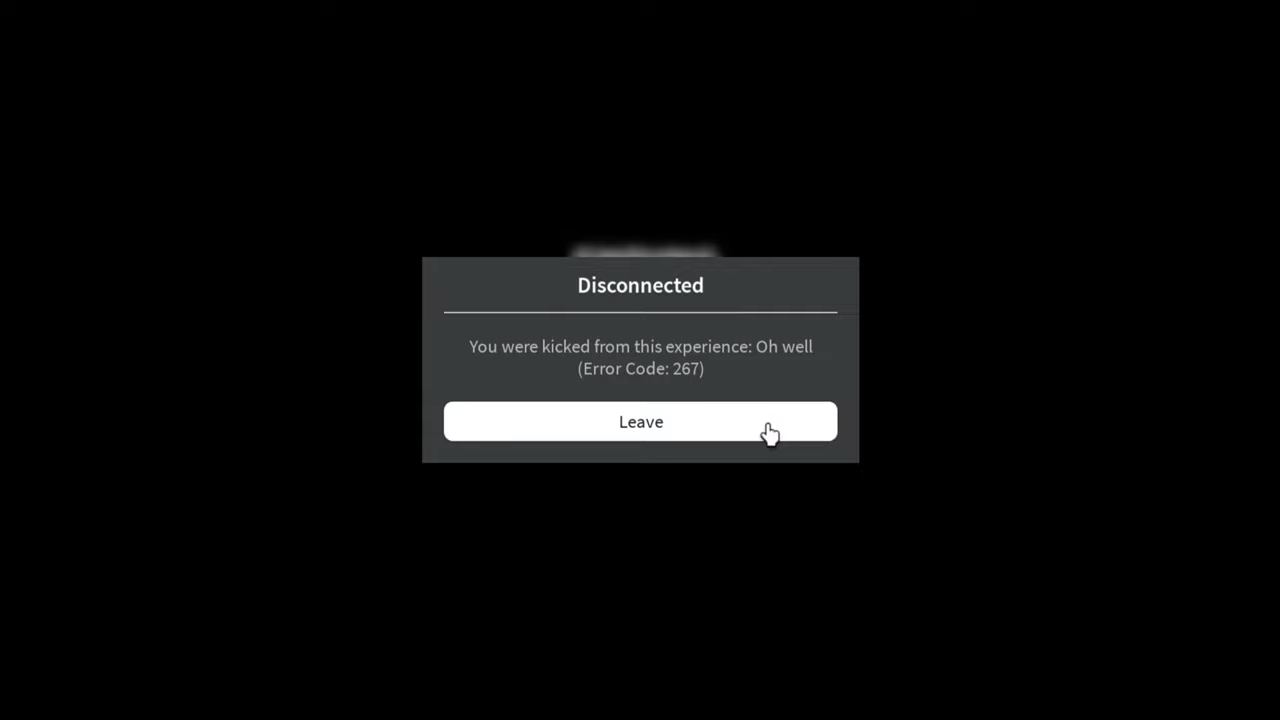 Disconnected
You were kicked from this experience: Oh well
(Error Code: 267)
Leave